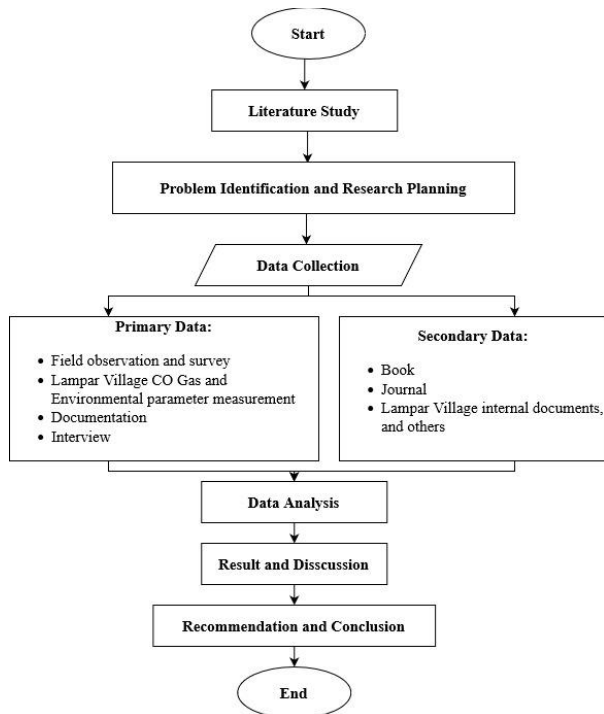 Start
Literature Study
Problem Identification and Research Planning
Data Collection
Primary Data:
• Field observation and survey
• Lampar Village CO Gas and
Environmental parameter measurement
• Documentation
• Interview
Secondary Data:
• Book
• Journal
• Lampar Village internal documents,
and others
Data Analysis
Result and Disscussion
Recommendation and Conclusion
End